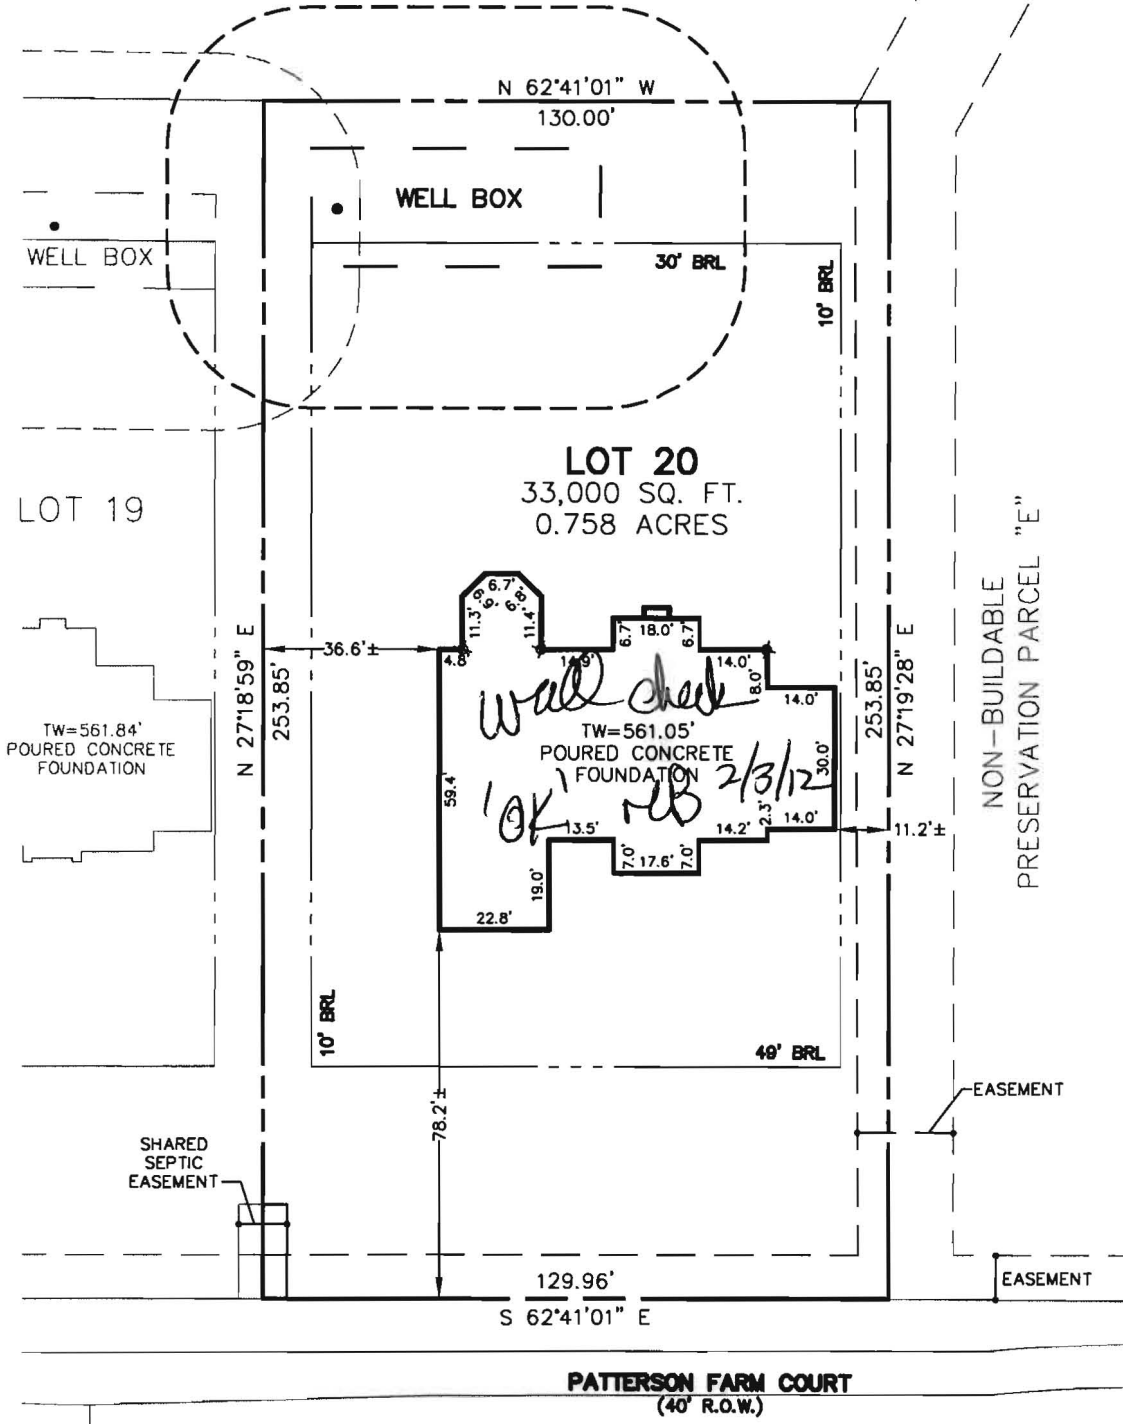 N 62°41'01" W
130.00'
WELL BOX
WELL BOX
30' BRL
10' BRL
LOT 20
33,000 SQ. FT.
0.758 ACRES
LOT 19
NON-BUILDABLE
PRESERVATION PARCEL "E"
N 27°18'59" E
253.85'
253.85'
N 27°19'28" E
6.7'
9.9'
6.8'
11.3'
11.4'
36.6'±
4.8'
14.9'
6.7'
18.0'
6.7'
14.0'
8.0'
14.0'
Wall check
TW=561.05'
POURED CONCRETE
FOUNDATION
'OK'
2/3/12
TW=561.84'
POURED CONCRETE
FOUNDATION
59.4'
30.0'
13.5'
14.2'
2.3'
14.0'
11.2'±
7.0'
17.6'
7.0'
19.0'
22.8'
10' BRL
49' BRL
78.2'±
EASEMENT
SHARED
SEPTIC
EASEMENT
129.96'
EASEMENT
S 62°41'01" E
PATTERSON FARM COURT
(40' R.O.W.)